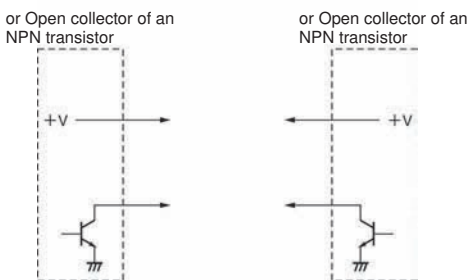 or Open collector of an
NPN transistor
+V
or Open collector of an
NPN transistor
+V